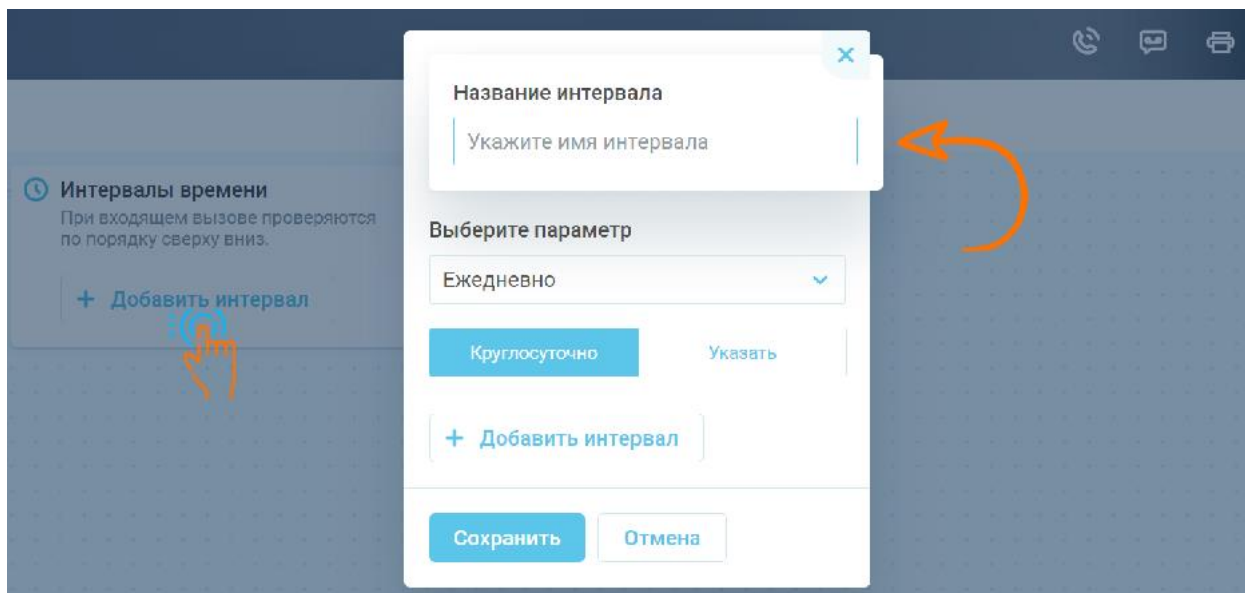 Название интервала
Укажите имя интервала
Интервалы времени
При входящем вызове проверяются
по порядку сверху вниз.
+ Добавить интервал
Выберите параметр
Ежедневно
Круглосуточно Указать
+ Добавить интервал
Сохранить Отмена